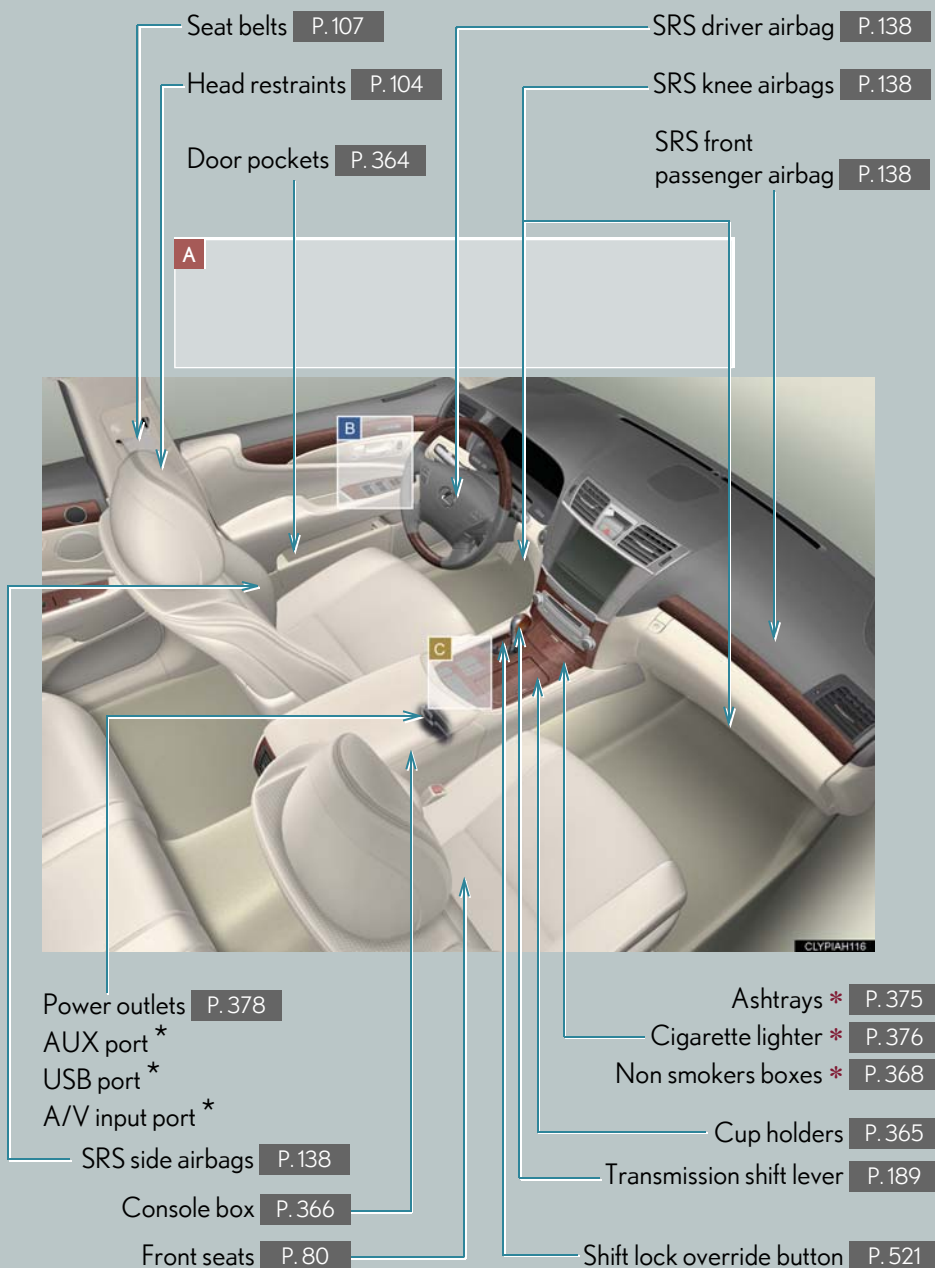 Seat belts P. 107
Head restraints P. 104
Door pockets P. 364
SRS driver airbag P. 138
SRS knee airbags P. 138
SRS front
passenger airbag P. 138
A
B
C
CLYPIAH116
Power outlets P. 378
AUX port *
USB port *
A/V input port *
SRS side airbags P. 138
Console box P. 366
Front seats P. 80
Ashtrays * P. 375
Cigarette lighter * P. 376
Non smokers boxes * P. 368
Cup holders P. 365
Transmission shift lever P. 189
Shift lock override button P. 521